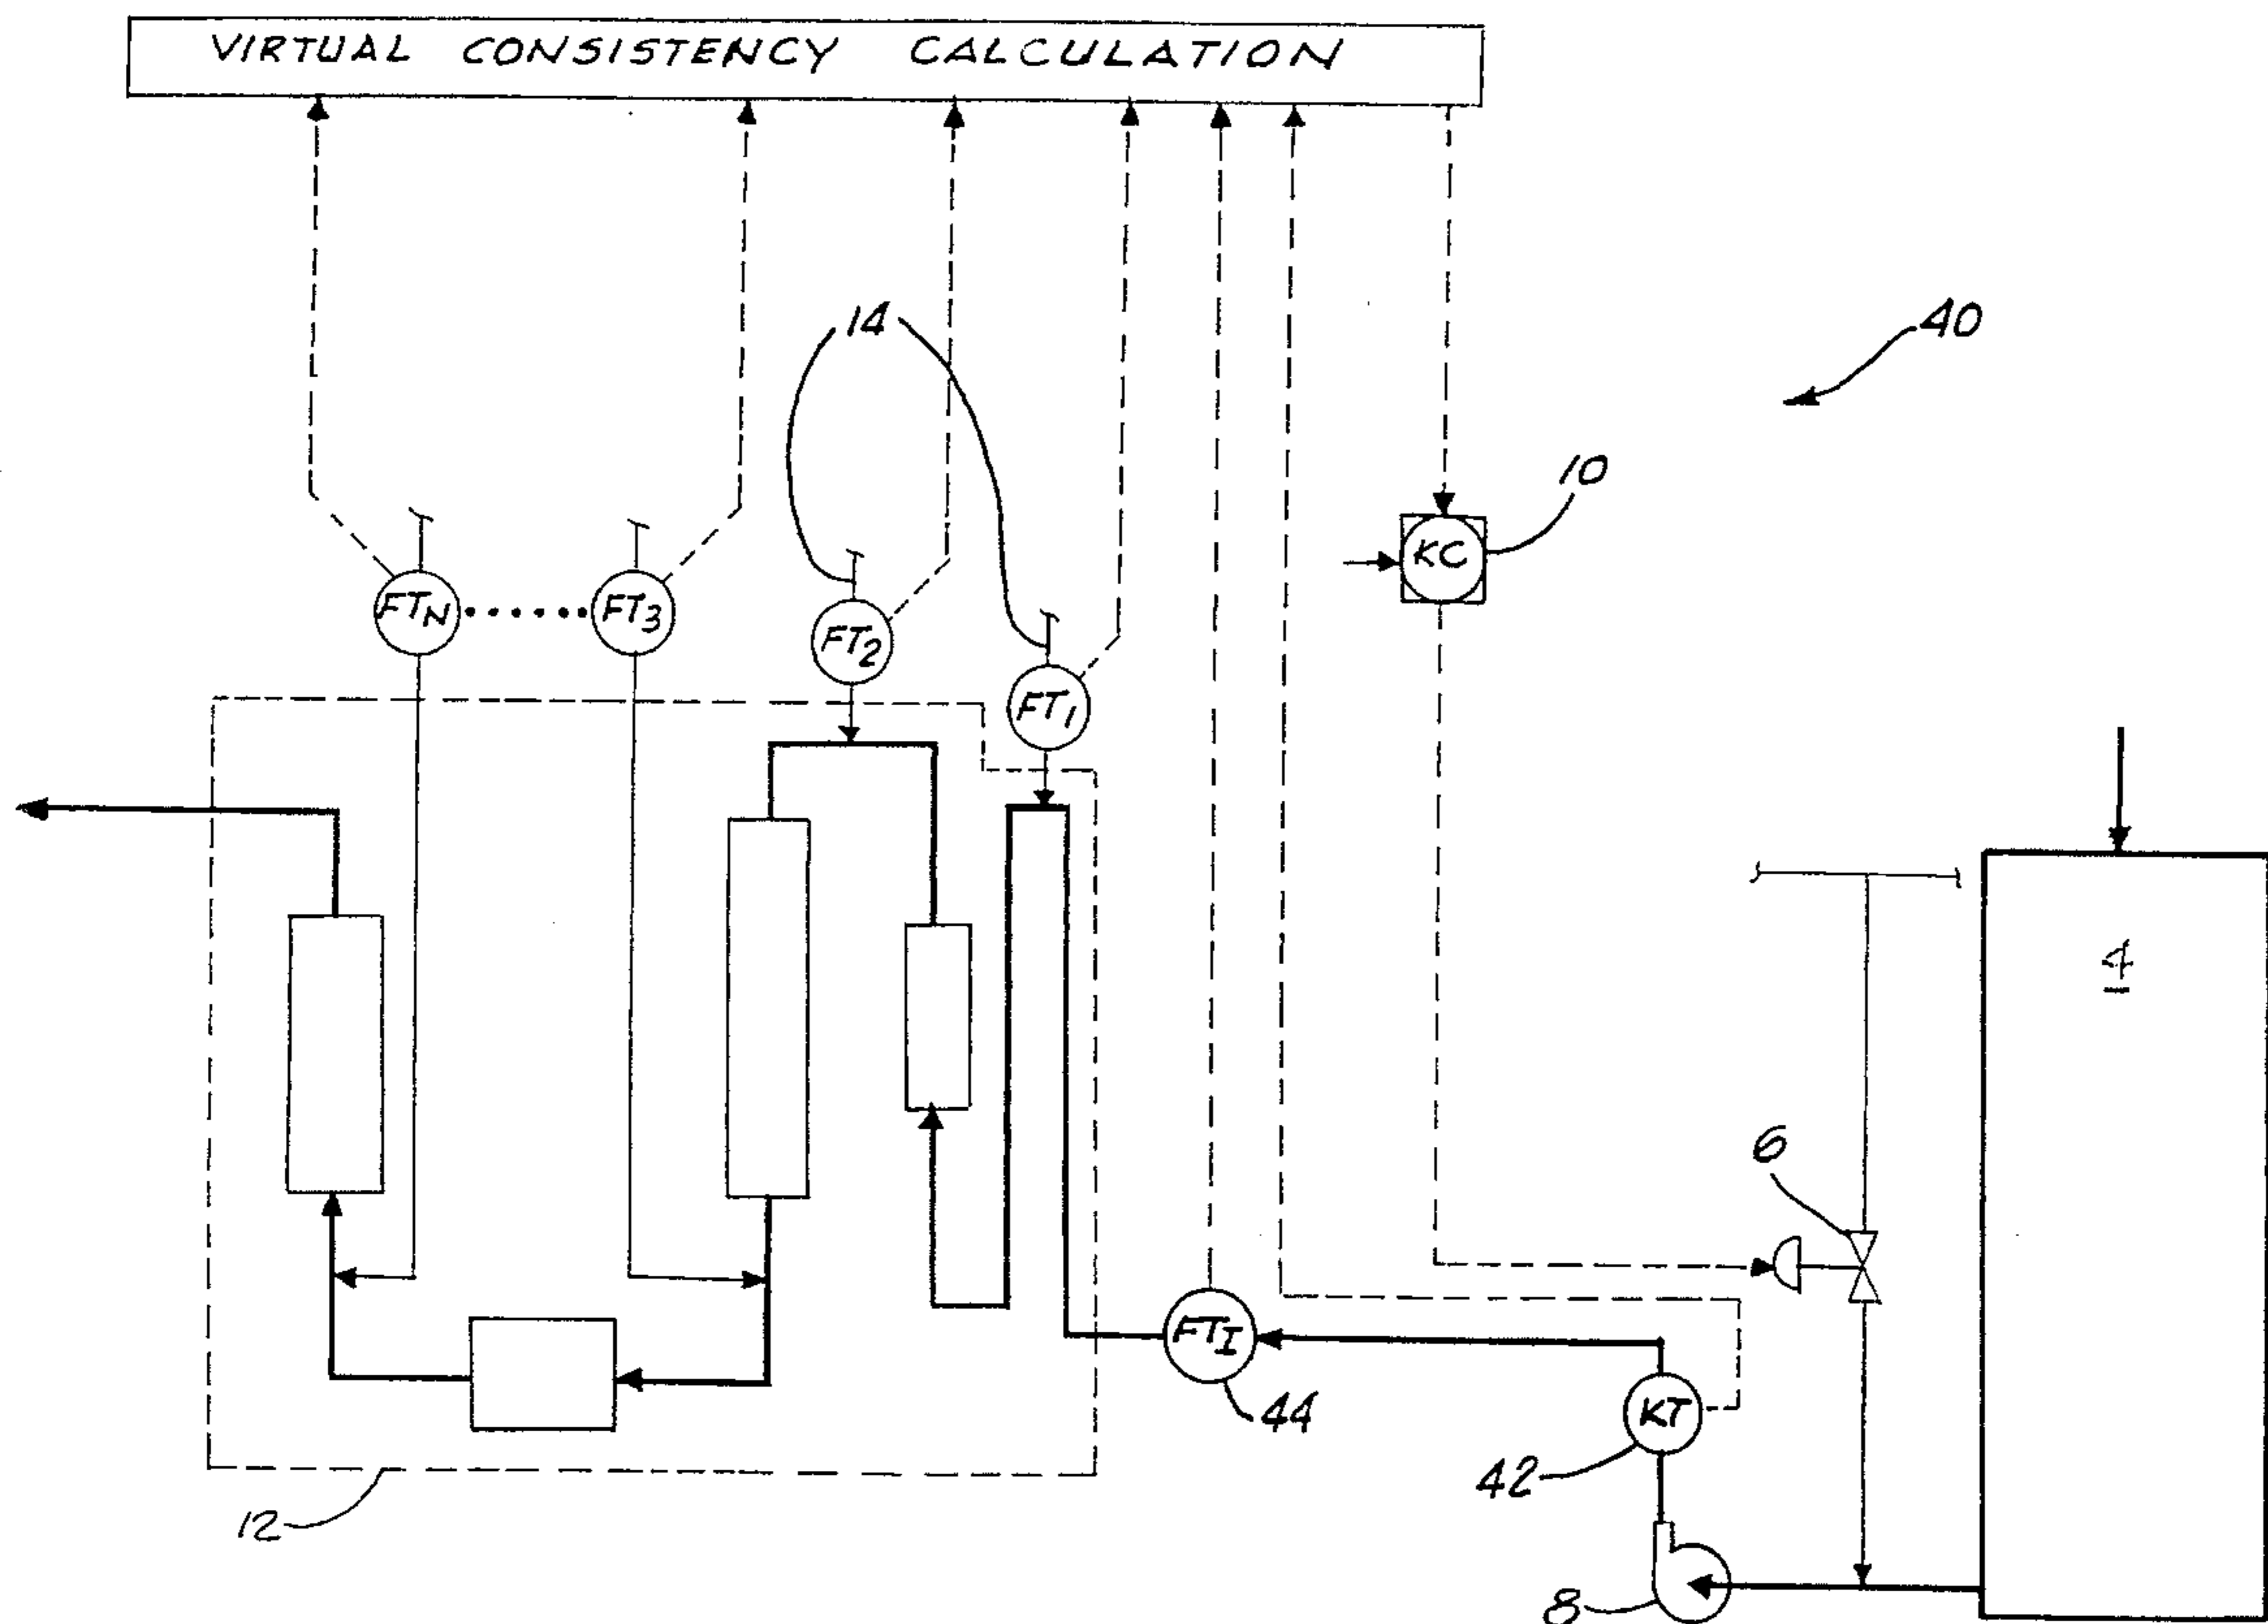 VIRTUAL CONSISTENCY CALCULATION
14
40
10
KC
FTN
FT3
FT2
FT1
4
6
FTI
44
KT
42
12
8